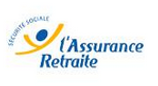 SÉCURITÉ SOCIALE
l'Assurance
Retraite